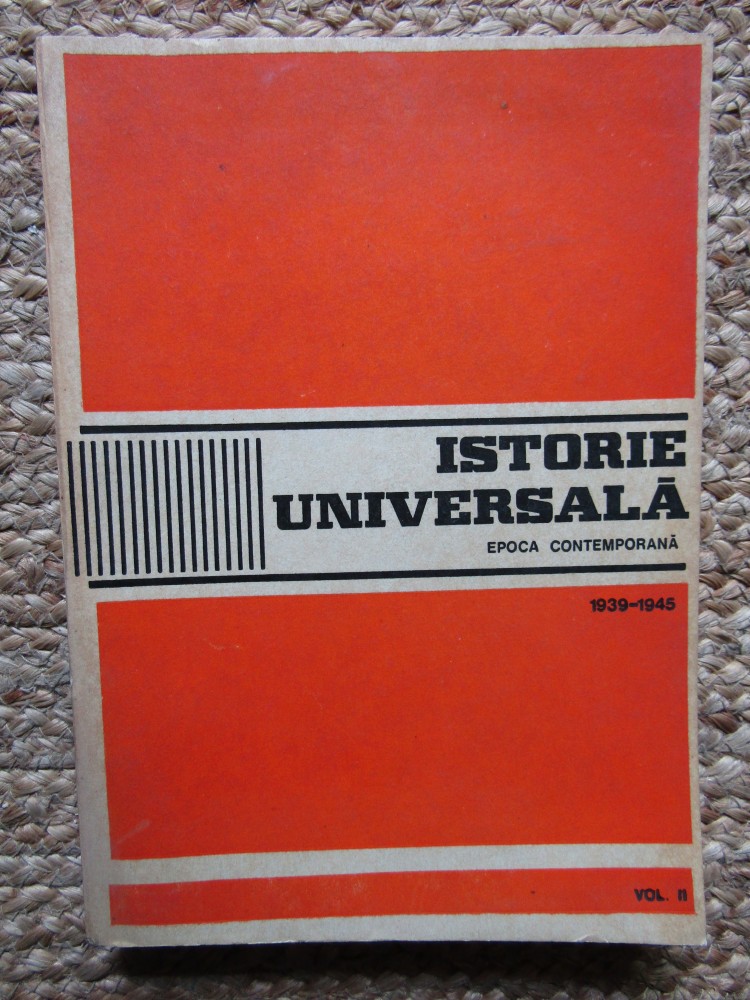 ISTORIE
UNIVERSALĂ
EPOCA CONTEMPORANĂ
1939-1945
VOL. II